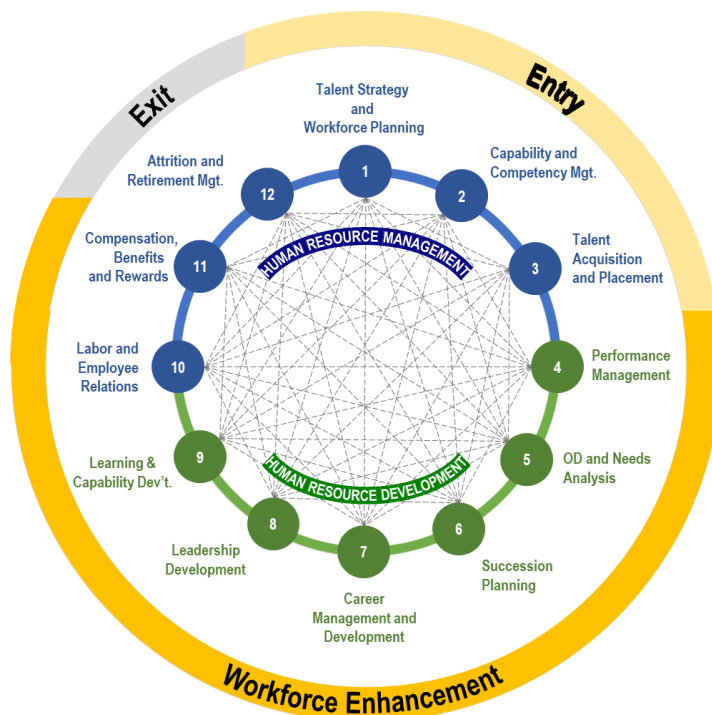 Exit
Entry
Talent Strategy
and
Workforce Planning
1
Capability and
Competency Mgt.
2
Talent
Acquisition
and Placement
3
Performance
Management
4
OD and Needs
Analysis
5
Succession
Planning
6
Career
Management and
Development
7
Leadership
Development
8
Learning &
Capability Dev't.
9
Labor and
Employee
Relations
10
Compensation,
Benefits
and Rewards
11
Attrition and
Retirement Mgt.
12
HUMAN RESOURCE MANAGEMENT
HUMAN RESOURCE DEVELOPMENT
Workforce Enhancement